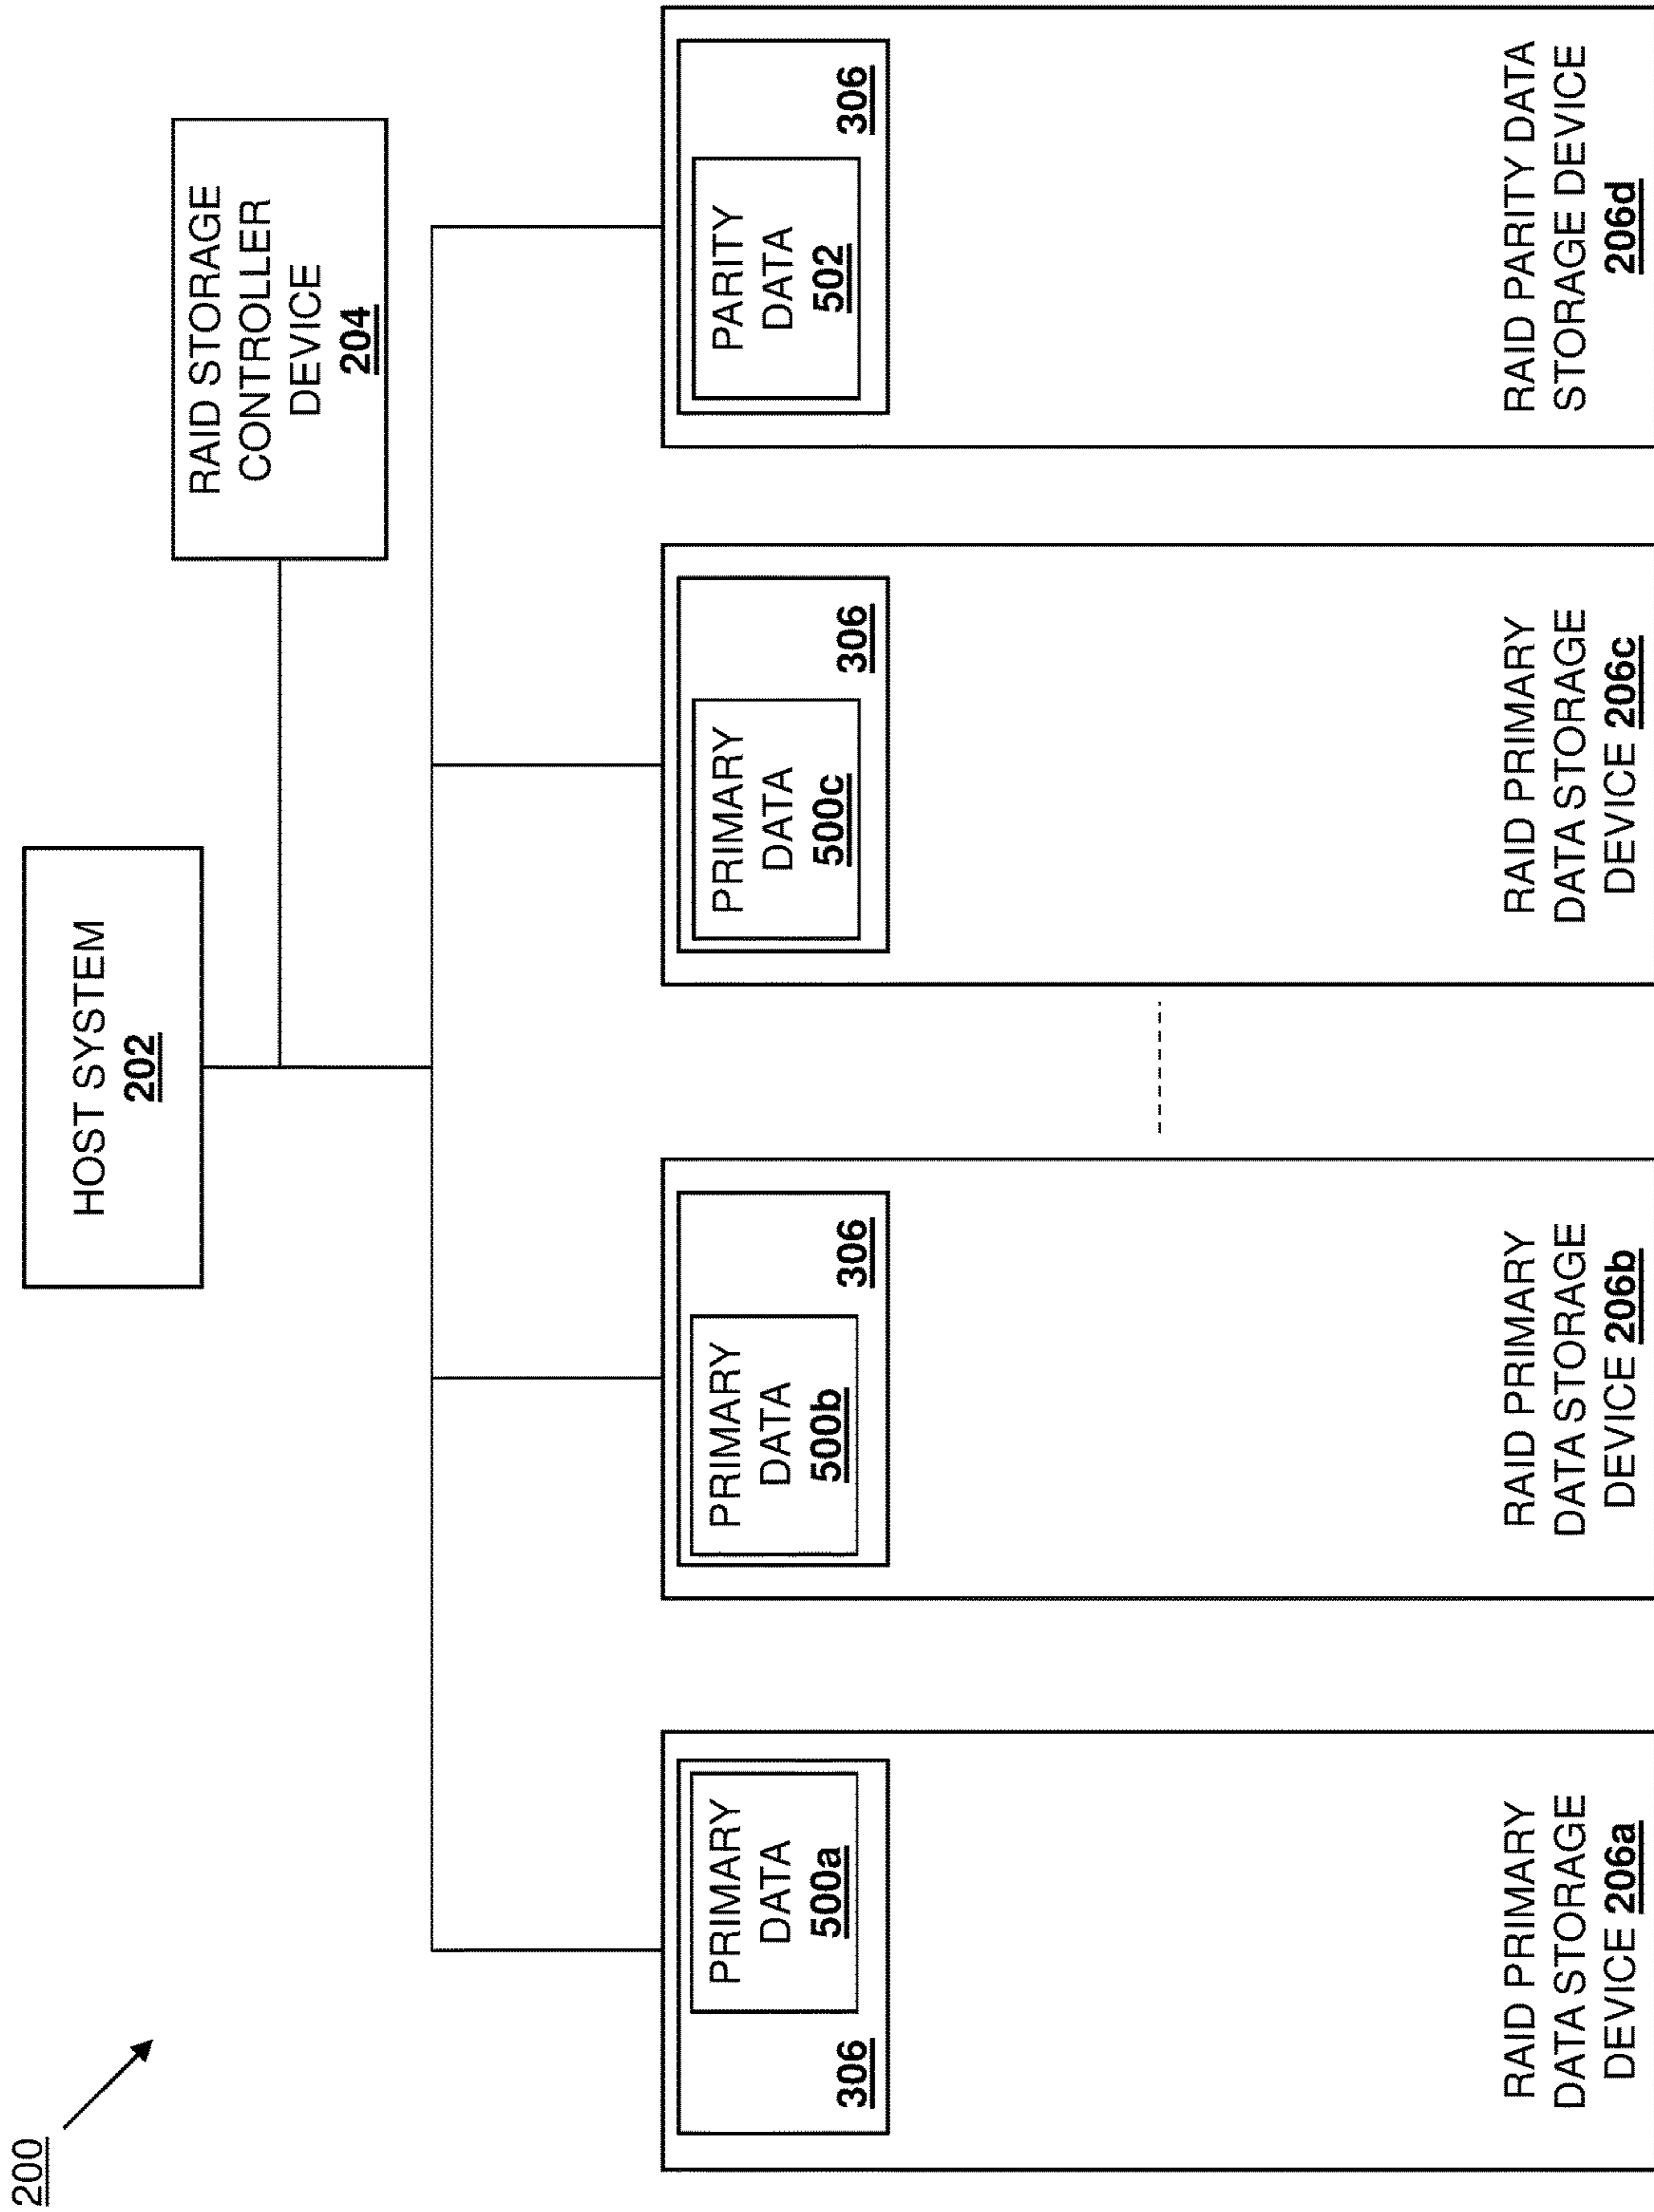 200
HOST SYSTEM
202
RAID STORAGE
CONTROLLER
DEVICE
204
PRIMARY
DATA
500a
306
RAID PRIMARY
DATA STORAGE
DEVICE 206a
PRIMARY
DATA
500b
306
RAID PRIMARY
DATA STORAGE
DEVICE 206b
PRIMARY
DATA
500c
306
RAID PRIMARY
DATA STORAGE
DEVICE 206c
PARITY
DATA
502
306
RAID PARITY DATA
STORAGE DEVICE
206d